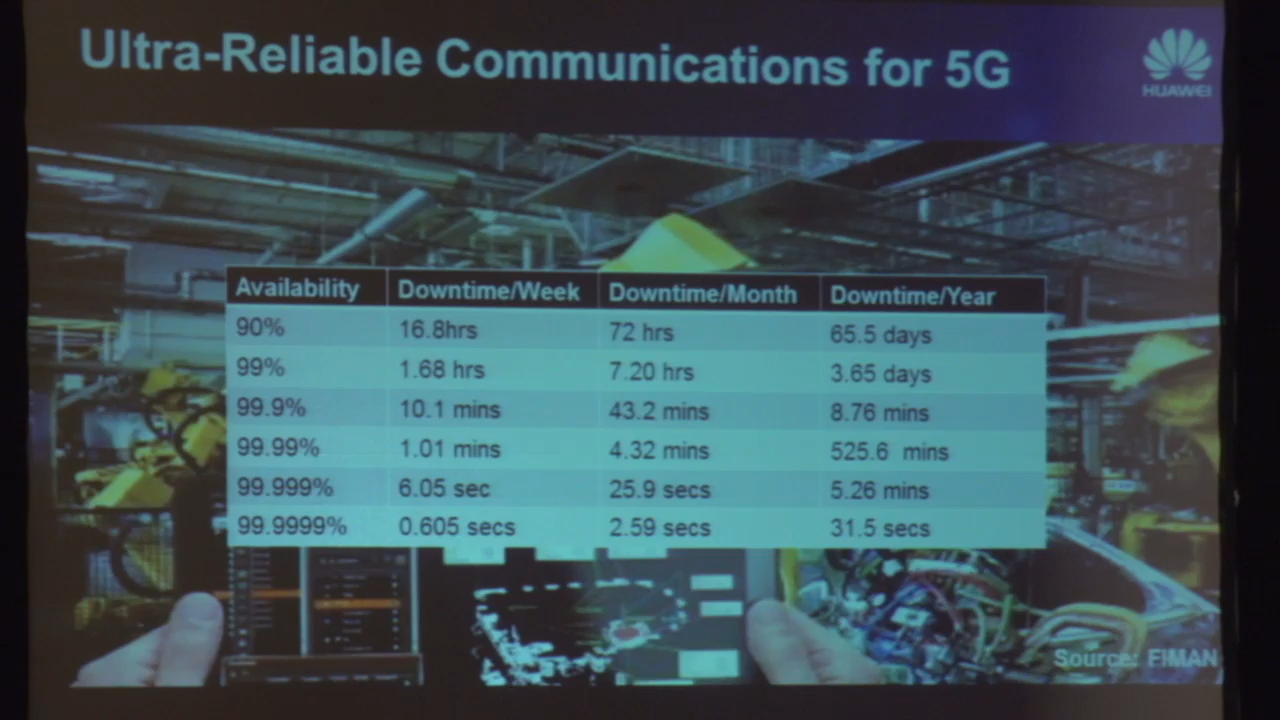 Ultra-Reliable Communications for 5G
HUAWEI
Availability Downtime/Week Downtime/Month Downtime/Year
90% 16.8hrs 72 hrs 65.5 days
99% 1.68 hrs 7.20 hrs 3.65 days
99.9% 10.1 mins 43.2 mins 8.76 mins
99.99% 1.01 mins 4.32 mins 525.6 mins
99.999% 6.05 sec 25.9 secs 5.26 mins
99.9999% 0.605 secs 2.59 secs 31.5 secs
Source: FIMAN